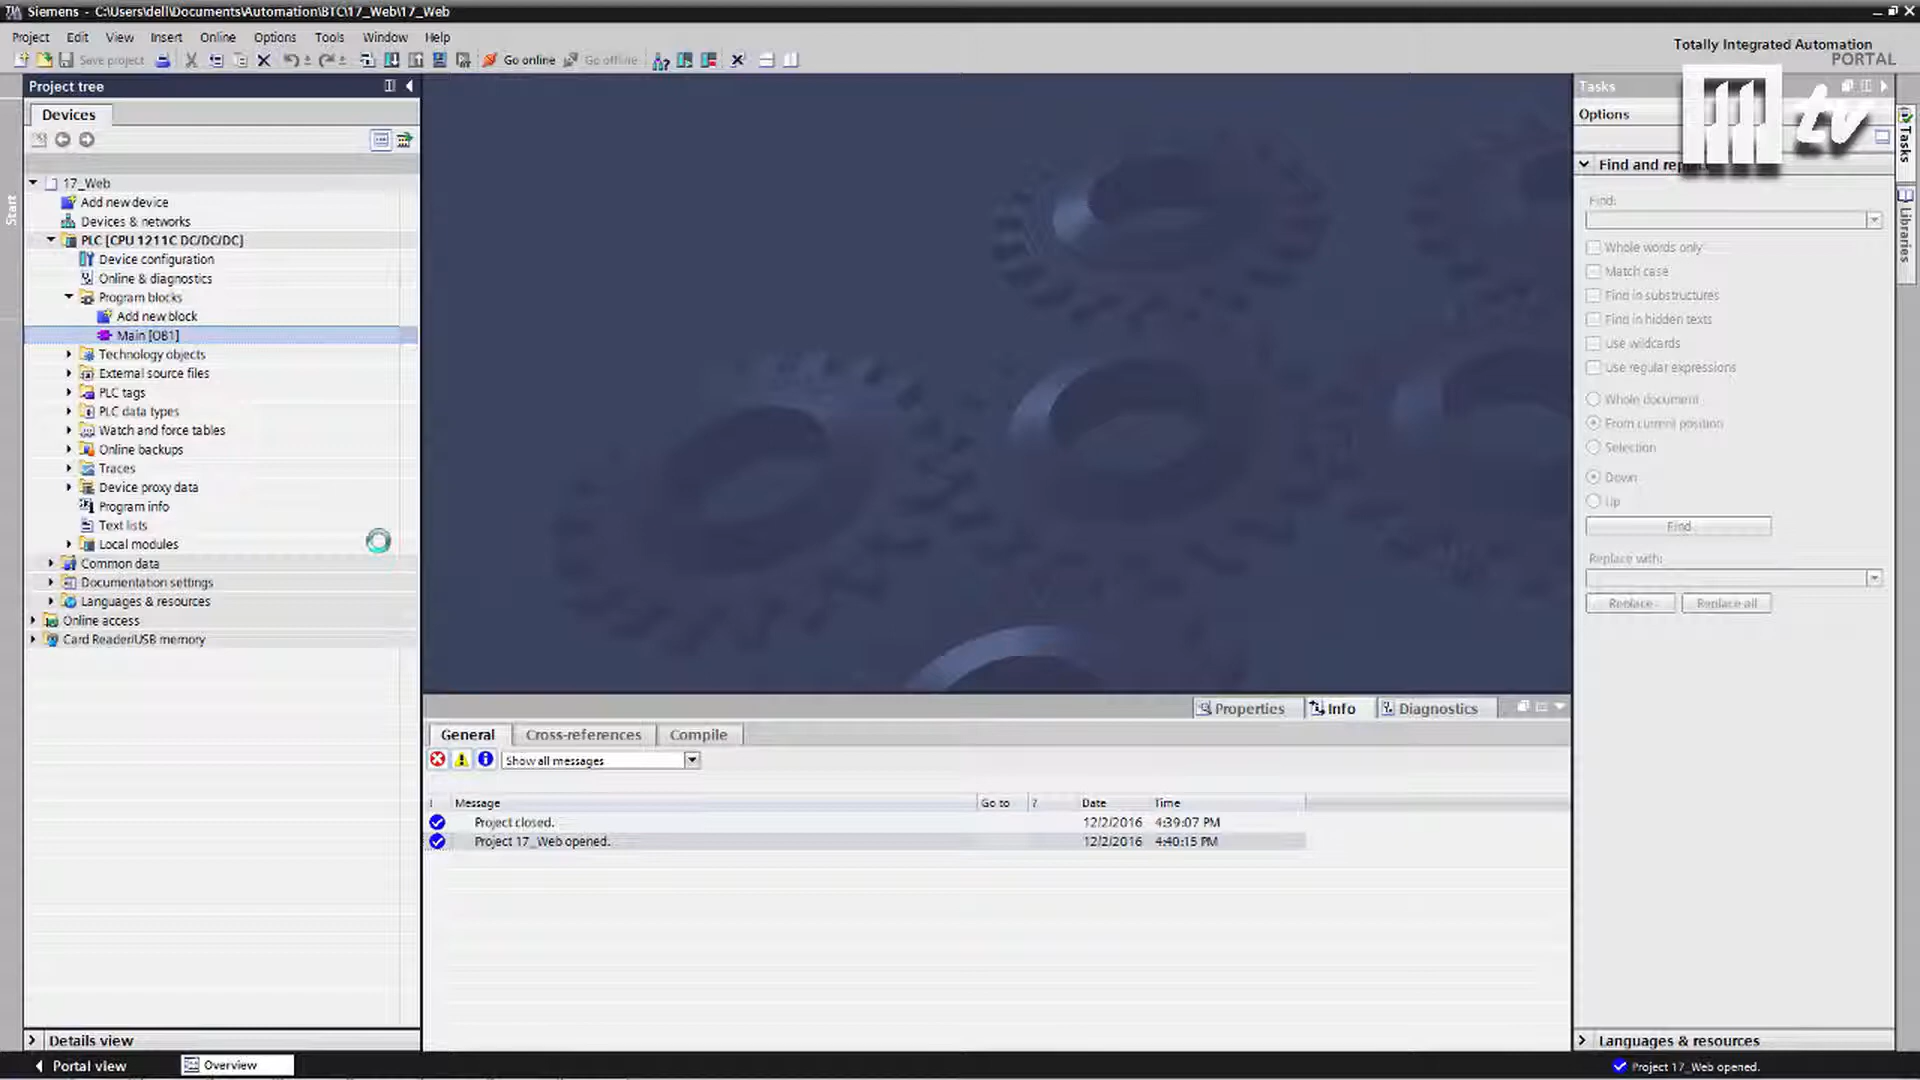 Siemens - C:\Users\dell\Documents\Automation\BTC\17_Web\17_Web
Project Edit View Insert Online Options Tools Window Help
Totally Integrated Automation
PORTAL
Save project
Go online
Go offline
Project tree
Devices
Start
17_Web
Add new device
Devices & networks
PLC [CPU 1211C DC/DC/DC]
Device configuration
Online & diagnostics
Program blocks
Add new block
Main [OB1]
Technology objects
External source files
PLC tags
PLC data types
Watch and force tables
Online backups
Traces
Device proxy data
Program info
Text lists
Local modules
Common data
Documentation settings
Languages & resources
Online access
Card Reader/USB memory
Details view
Portal view
Overview
Properties
Info
Diagnostics
General
Cross-references
Compile
Show all messages
! Message Go to ? Date Time
Project closed. 12/2/2016 4:39:07 PM
Project 17_Web opened. 12/2/2016 4:40:15 PM
Tasks
tv
Options
Find and
Find:
Whole words only
Match case
Find in substructures
Find in hidden texts
Use wildcards
Use regular expressions
Whole document
From current position
Selection
Down
Up
Find
Replace with:
Replace
Replace all
Languages & resources
Tasks
Libraries
Project 17_Web opened.